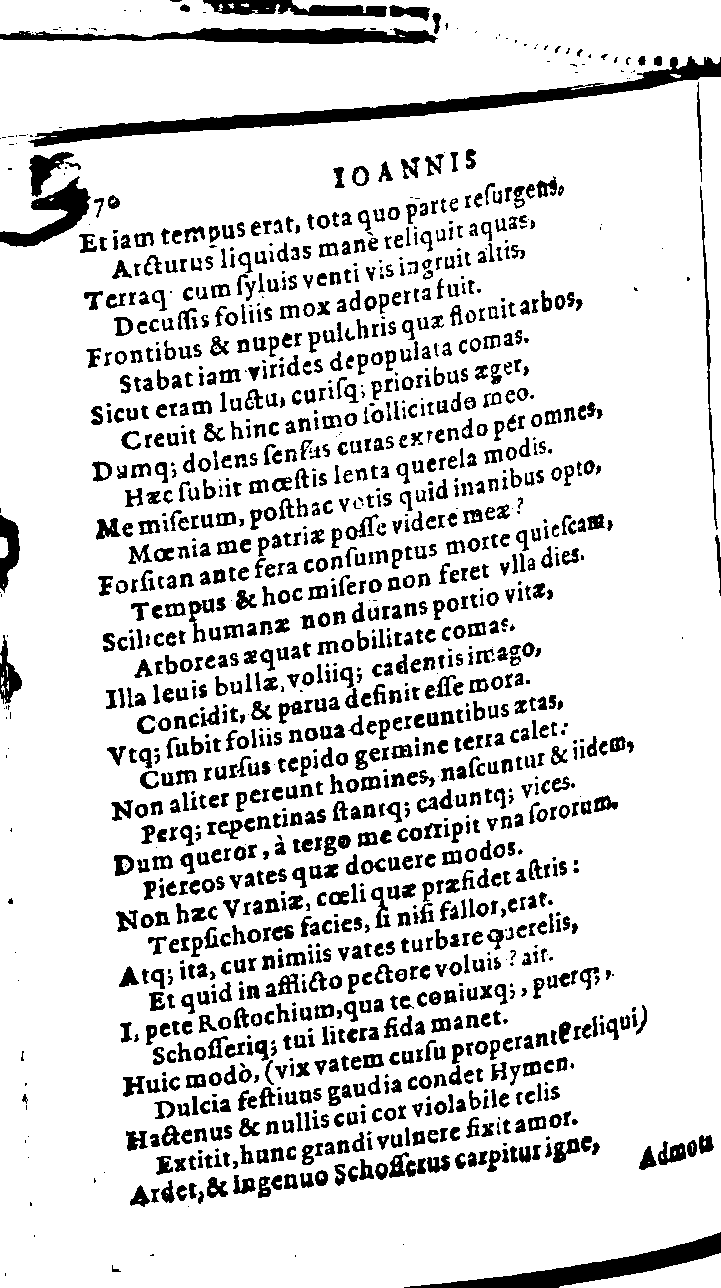 70
IOANNIS
Et iam tempus erat, tota quo parte reſurgens,
Arcturus liquidas manè reliquit aquas,
Terraq cum ſyluis venti vis ingruit altis,
Decuſſis foliis mox adoperta fuit.
Frontibus & nuper pulchris quæ flornit arbos,
Stabat iam virides depopulata comas.
Sicut eram luctu, curiſq; prioribus æger,
Creuit & hinc animo ſollicitudo meo.
Dumq; dolens ſenſus curas extendo per omnes,
Hæc ſubiit mœſtis lenta querela modis.
Me miſerum, poſthac votis quid inanibus opto,
Mœnia me patriæ poſſe videre meæ?
Forſitan ante fera conſumptus morte quieſcam,
Tempus & hoc miſero non feret vlla dies.
Scilicet humanæ non durans portio vitæ,
Arboreas æquat mobilitate comas.
Illa leuis bullæ, voliiq; cadentis imago,
Concidit, & parua definit eſſe mora.
Vtq; ſubit foliis noua depereuntibus ætas,
Cum rurſus tepido germine terra calet:
Non aliter pereunt homines, naſcuntur & iidem,
Perq; repentinas ſtantq; caduntq; vices.
Dum queror, à tergo me corripit vna ſororum.
Piereos vates quæ docuere modos.
Non hæc Vraniæ, cœli quæ præſidet aſtris:
Terpſichores facies, ſi niſi fallor, erat.
Atq; ita, cur nimiis vates turbare querelis,
Et quid in afflicto pectore voluis? ait.
I, pete Roſtochium, qua te coniuxq;, puerq;,
Schoſſeriq; tui litera fida manet.
Huic modò, (vix vatem curſu properante reliqui)
Dulcia feſtiuus gaudia condet Hymen.
Hactenus & nullis cui cor violabile telis
Extitit, hunc grandi vulnere fixit amor.
Ardet, & ingenuo Schoſſerus carpitur igne,
Admota